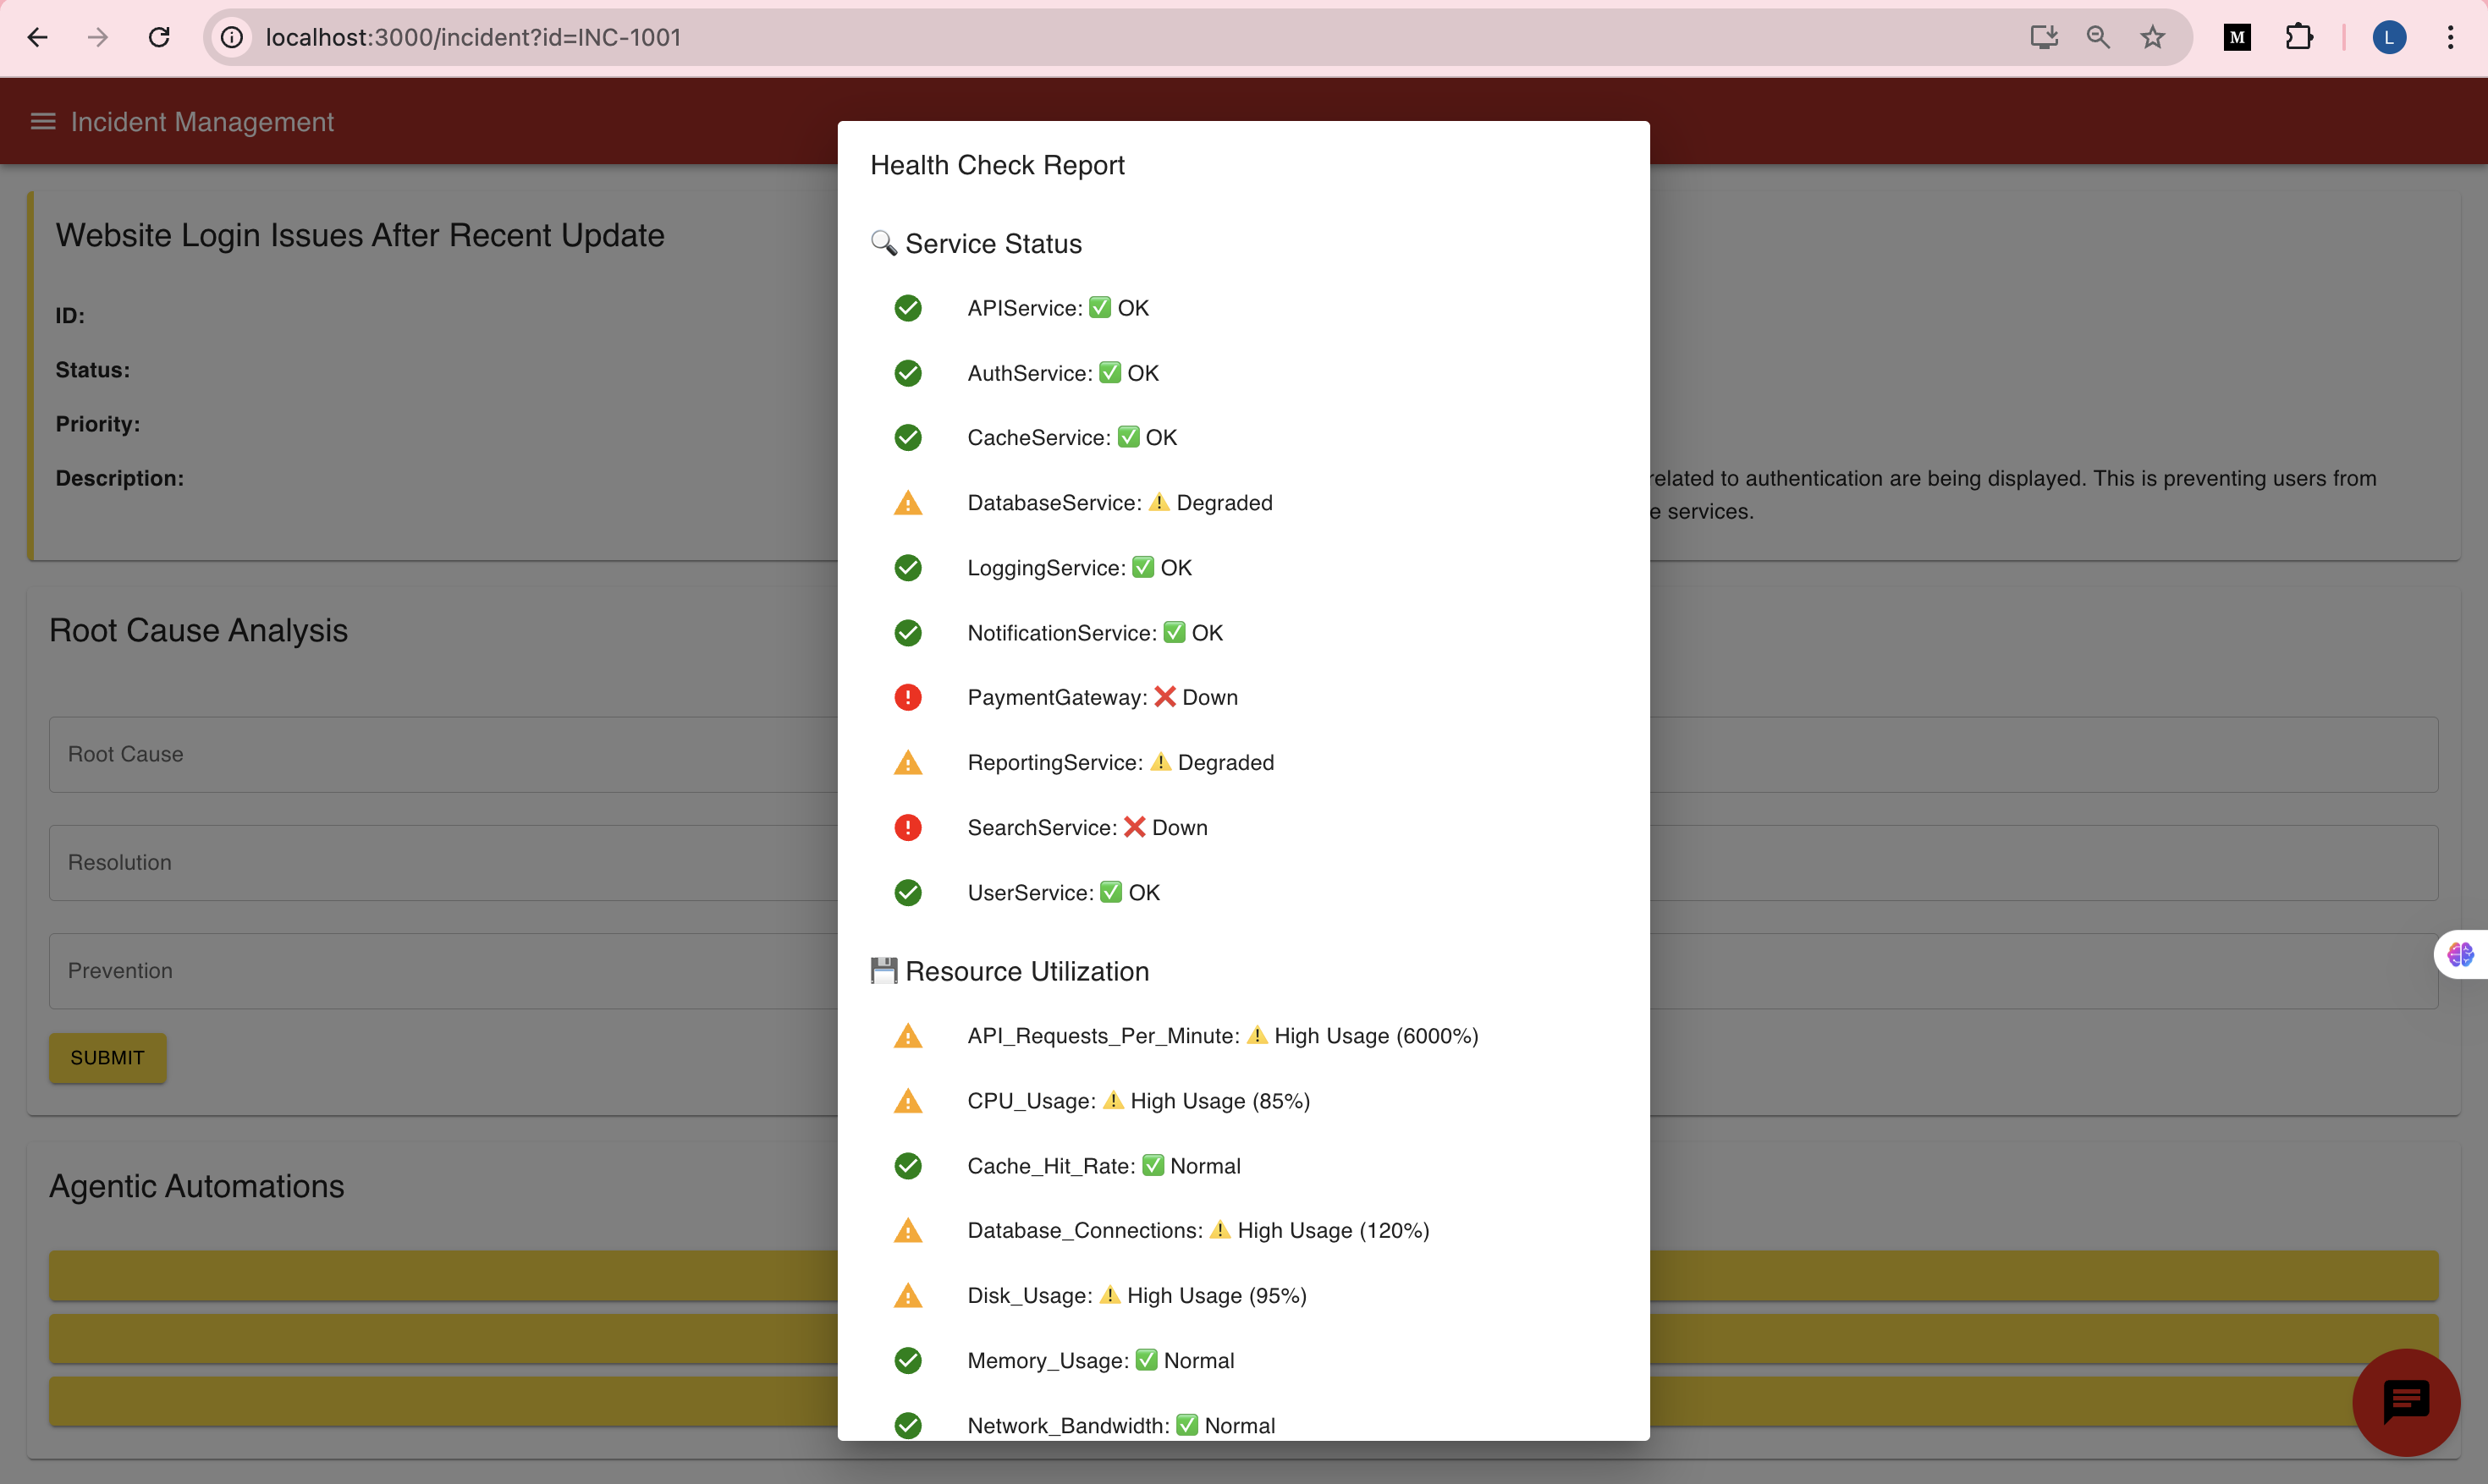 localhost:3000/incident?id=INC-1001
M
L
Incident Management
Website Login Issues After Recent Update
ID:
Status:
Priority:
Description:
related to authentication are being displayed. This is preventing users from
e services.
Root Cause Analysis
Root Cause
Resolution
Prevention
SUBMIT
Agentic Automations
Health Check Report
🔍 Service Status
APIService: ✅ OK
AuthService: ✅ OK
CacheService: ✅ OK
DatabaseService: ⚠️ Degraded
LoggingService: ✅ OK
NotificationService: ✅ OK
PaymentGateway: ❌ Down
ReportingService: ⚠️ Degraded
SearchService: ❌ Down
UserService: ✅ OK
💾 Resource Utilization
API_Requests_Per_Minute: ⚠️ High Usage (6000%)
CPU_Usage: ⚠️ High Usage (85%)
Cache_Hit_Rate: ✅ Normal
Database_Connections: ⚠️ High Usage (120%)
Disk_Usage: ⚠️ High Usage (95%)
Memory_Usage: ✅ Normal
Network_Bandwidth: ✅ Normal